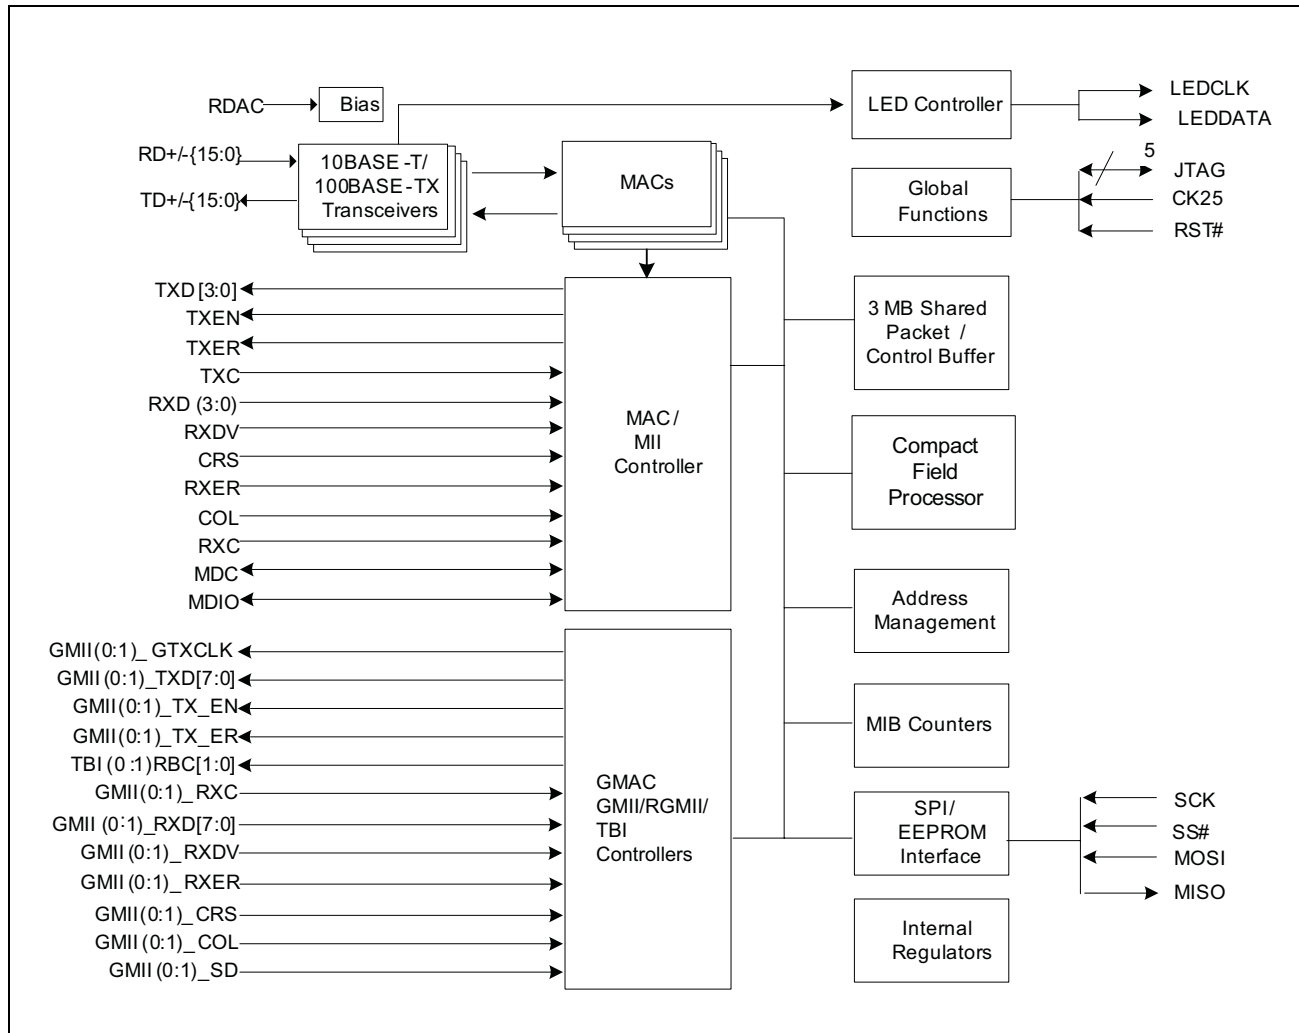 RDAC
Bias
RD+/-{15:0}
TD+/-{15:0}
10BASE-T/
100BASE-TX
Transceivers
MACs
LED Controller
LEDCLK
LEDDATA
Global
Functions
5
JTAG
CK25
RST#
TXD[3:0]
TXEN
TXER
TXC
RXD (3:0)
RXDV
CRS
RXER
COL
RXC
MDC
MDIO
MAC/
MII
Controller
3 MB Shared
Packet /
Control Buffer
Compact
Field
Processor
Address
Management
MIB Counters
GMII(0:1)_GTXCLK
GMII(0:1)_TXD[7:0]
GMII(0:1)_TX_EN
GMII(0:1)_TX_ER
TBI(0:1)RBC[1:0]
GMII(0:1)_RXC
GMII(0:1)_RXD[7:0]
GMII(0:1)_RXDV
GMII(0:1)_RXER
GMII(0:1)_CRS
GMII(0:1)_COL
GMII(0:1)_SD
GMAC
GMII/RGMII/
TBI
Controllers
SPI/
EEPROM
Interface
SCK
SS#
MOSI
MISO
Internal
Regulators